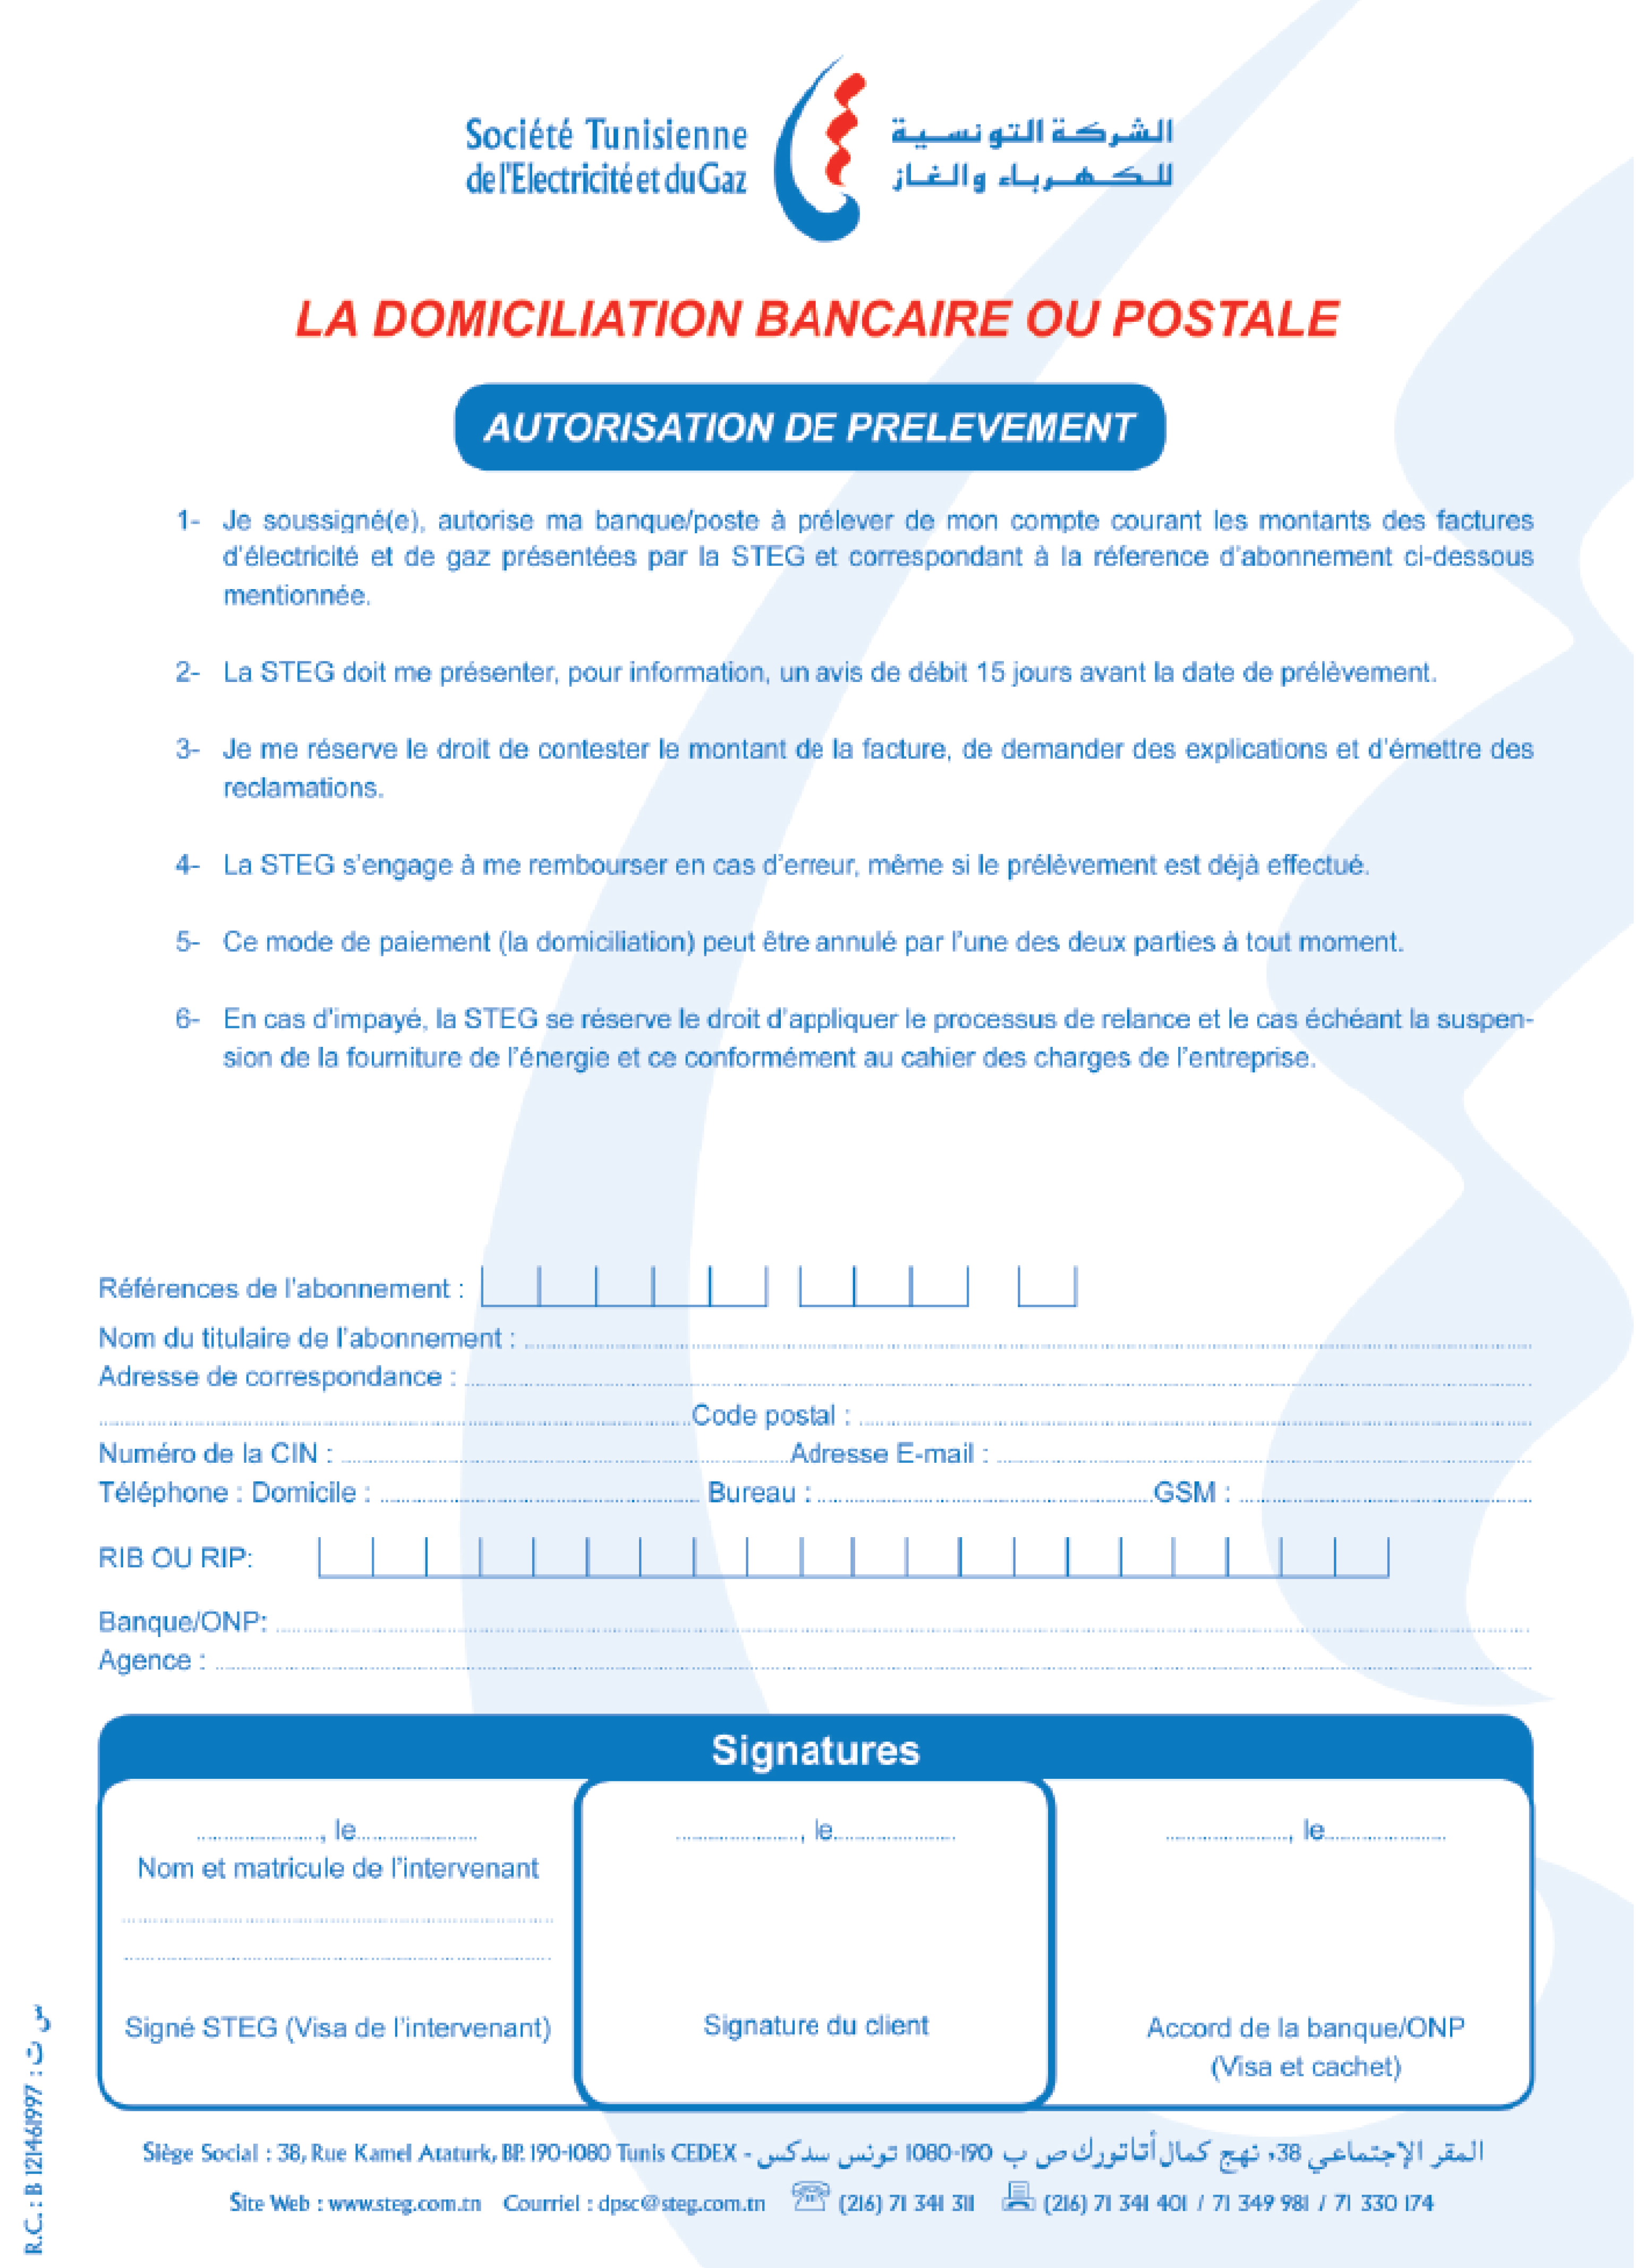 Société Tunisienne
de l'Electricité et du Gaz
الشركة التونسية
للكهرباء والغاز
LA DOMICILIATION BANCAIRE OU POSTALE
AUTORISATION DE PRELEVEMENT
1- Je soussigné(e), autorise ma banque/poste à prélever de mon compte courant les montants des factures
d'électricité et de gaz présentées par la STEG et correspondant à la réference d'abonnement ci-dessous
mentionnée.
2- La STEG doit me présenter, pour information, un avis de débit 15 jours avant la date de prélèvement.
3- Je me réserve le droit de contester le montant de la facture, de demander des explications et d'émettre des
reclamations.
4- La STEG s'engage à me rembourser en cas d'erreur, même si le prélèvement est déjà effectué.
5- Ce mode de paiement (la domiciliation) peut être annulé par l'une des deux parties à tout moment.
6- En cas d'impayé, la STEG se réserve le droit d'appliquer le processus de relance et le cas échéant la suspen-
sion de la fourniture de l'énergie et ce conformément au cahier des charges de l'entreprise.
Références de l'abonnement :
Nom du titulaire de l'abonnement :
Adresse de correspondance :
Code postal :
Numéro de la CIN : Adresse E-mail :
Téléphone : Domicile : Bureau : GSM :
RIB OU RIP:
Banque/ONP:
Agence :
Signatures
, le
Nom et matricule de l'intervenant
Signé STEG (Visa de l'intervenant)
, le
Signature du client
, le
Accord de la banque/ONP
(Visa et cachet)
Siège Social : 38, Rue Kamel Ataturk, BP. 190-1080 Tunis CEDEX - المقر الإجتماعي 38، نهج كمال أتاتورك ص ب 190-1080 تونس سدكس
Site Web : www.steg.com.tn Courriel : dpsc@steg.com.tn (216) 71 341 311 (216) 71 341 401 / 71 349 981 / 71 330 174
R.C. : B 121461997 : س ت